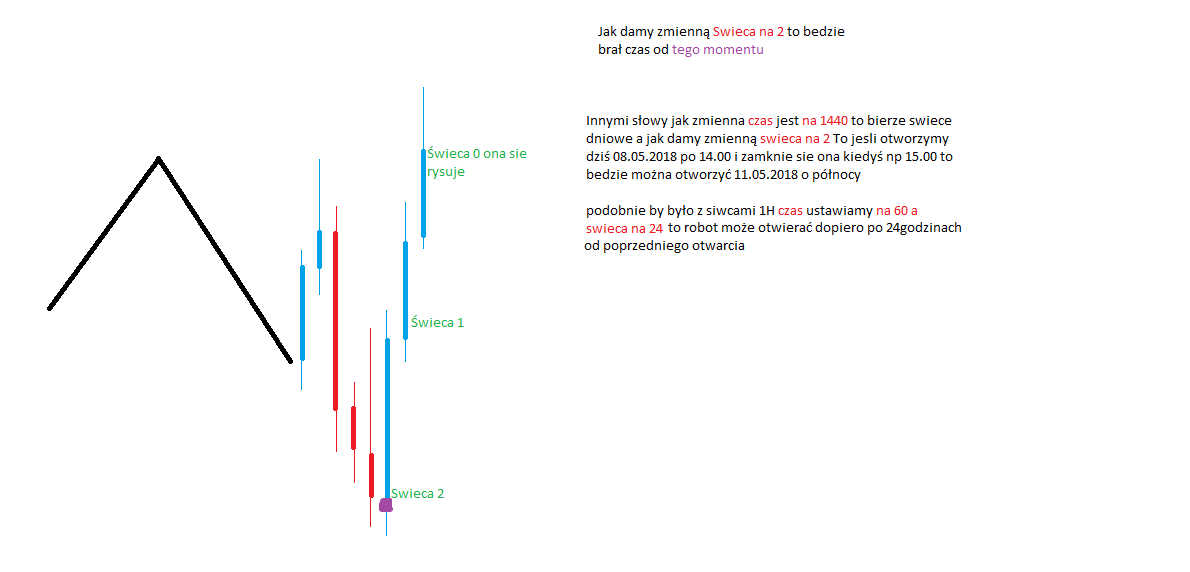 Jak damy zmienną Swieca na 2 to bedzie
brał czas od tego momentu
Innymi słowy jak zmienna czas jest na 1440 to bierze swiece
dniowe a jak damy zmienną swieca na 2 To jesli otworzymy
dziś 08.05.2018 po 14.00 i zamknie sie ona kiedyś np 15.00 to
bedzie można otworzyć 11.05.2018 o północy
podobnie by było z siwcami 1H czas ustawiamy na 60 a
swieca na 24 to robot może otwierać dopiero po 24godzinach
od poprzedniego otwarcia
Świeca 0 ona sie
rysuje
Świeca 1
Swieca 2